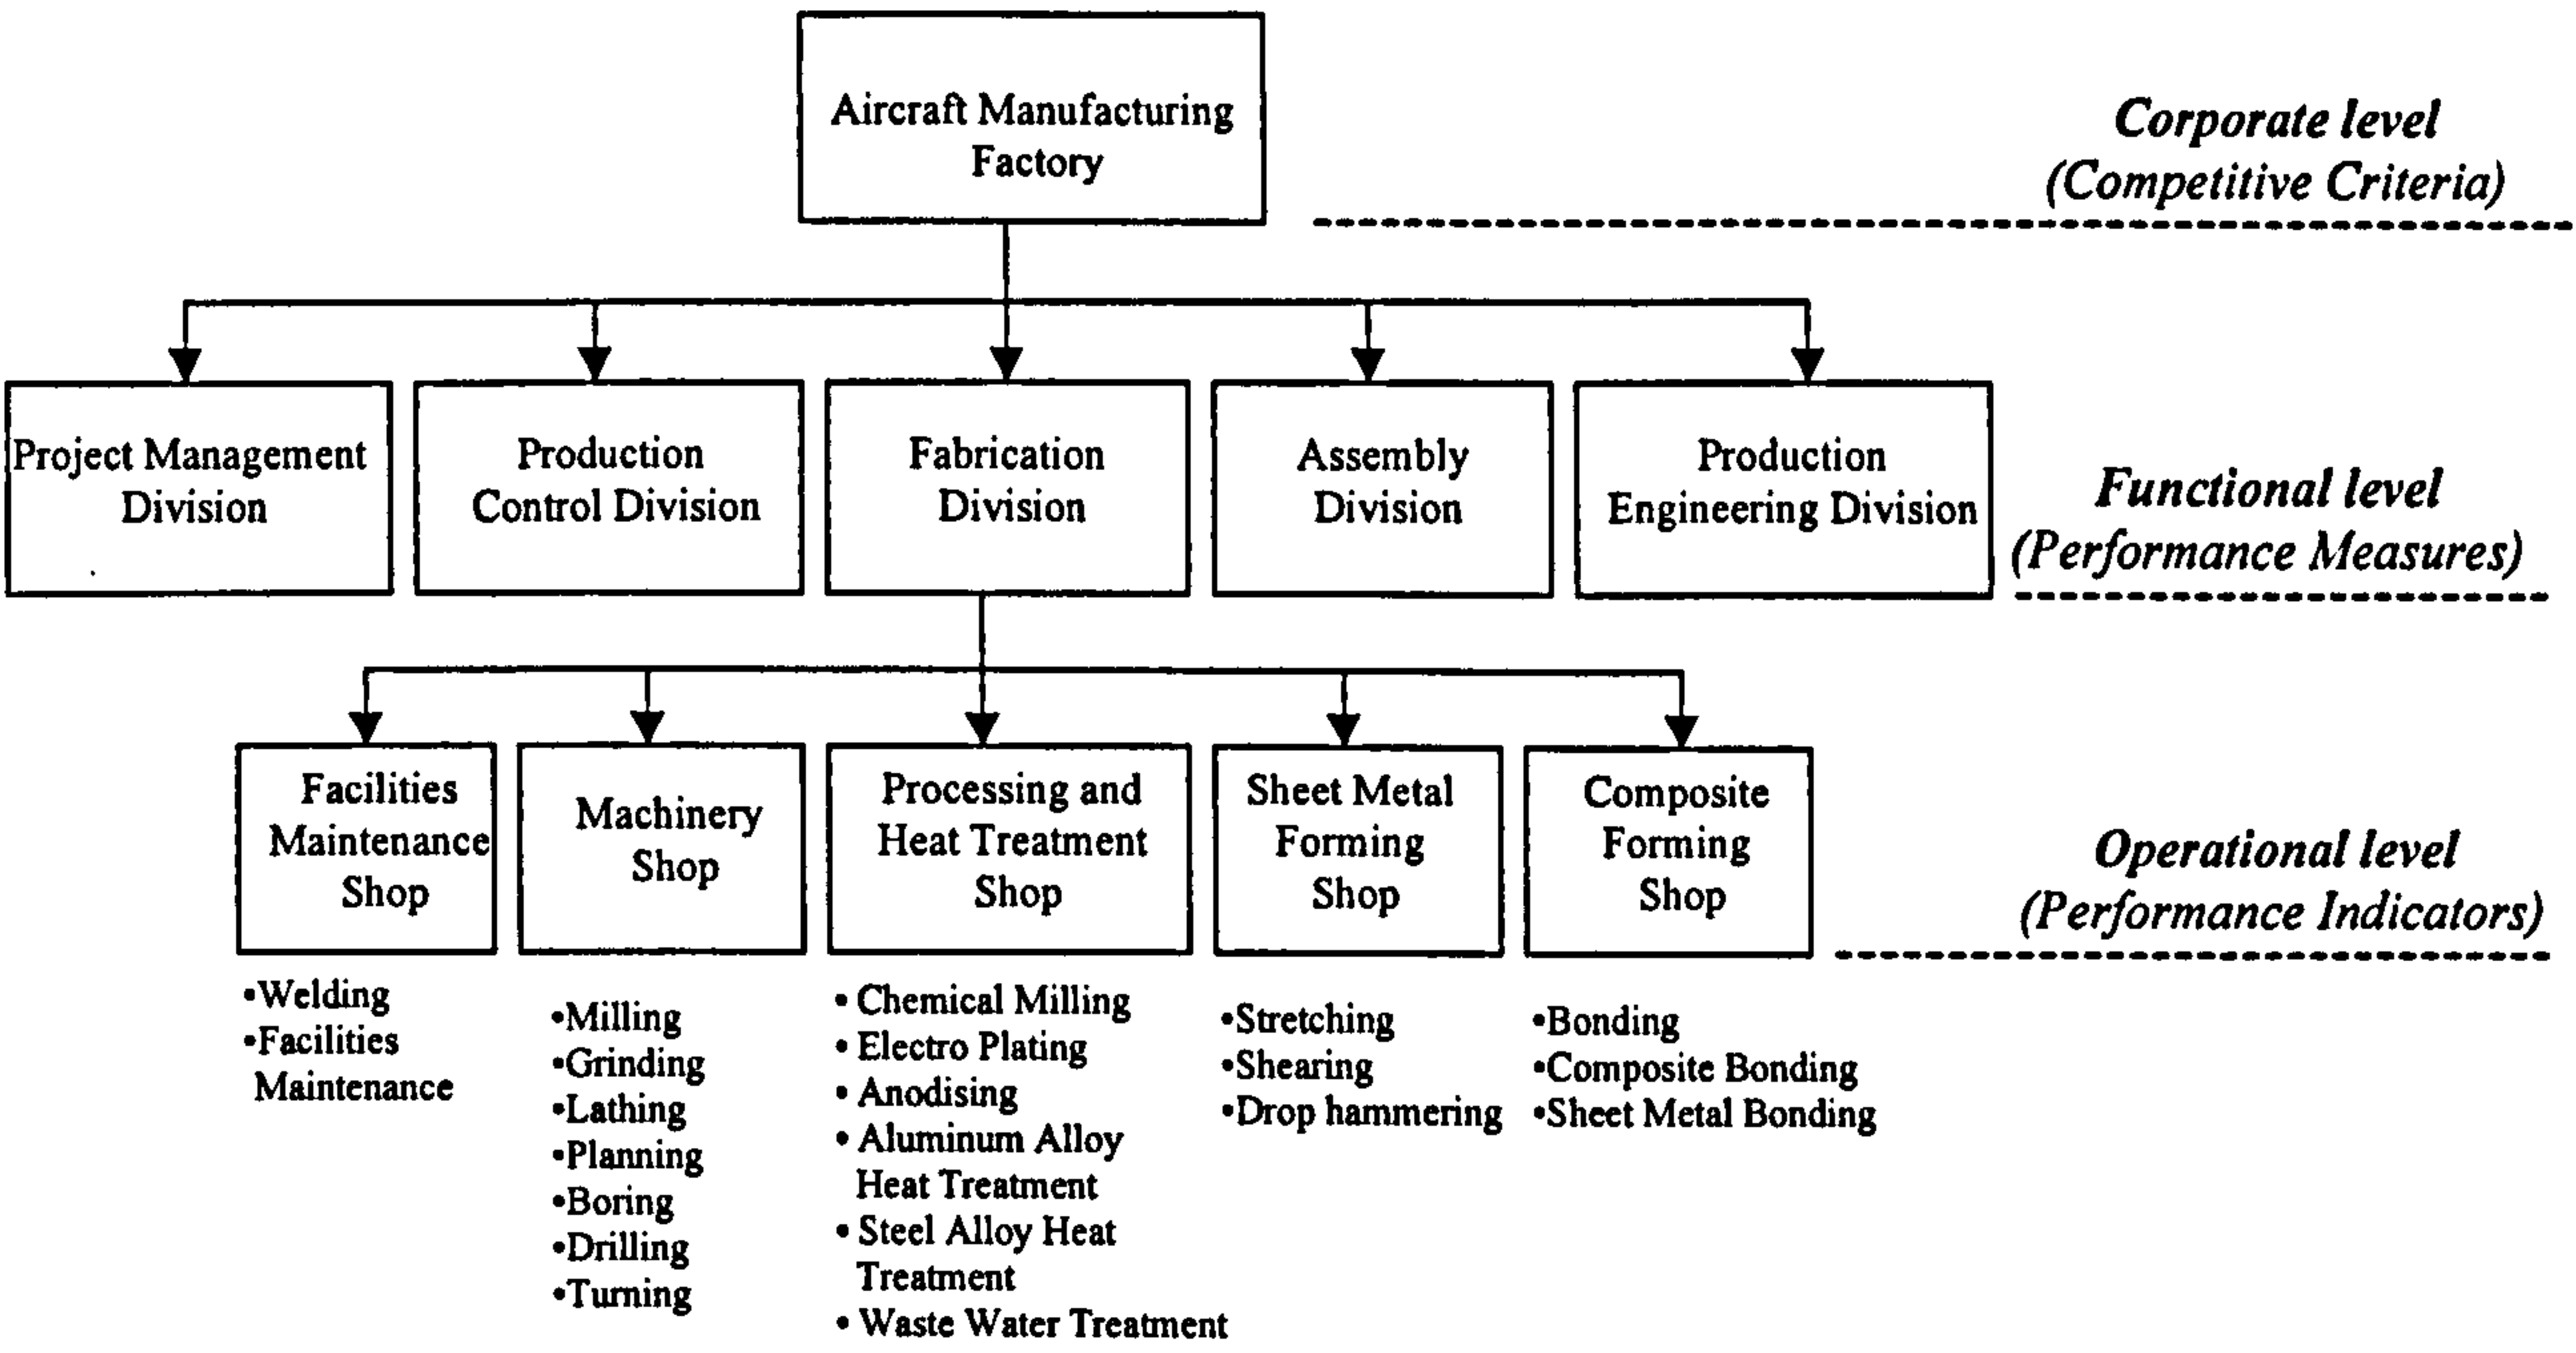 Aircraft Manufacturing
Factory
Corporate level
(Competitive Criteria)
Project Management
Division
Production
Control Division
Fabrication
Division
Assembly
Division
Production
Engineering Division
Functional level
(Performance Measures)
Facilities
Maintenance
Shop
Machinery
Shop
Processing and
Heat Treatment
Shop
Sheet Metal
Forming
Shop
Composite
Forming
Shop
Operational level
(Performance Indicators)
•Welding
•Facilities
Maintenance
•Milling
•Grinding
•Lathing
•Planning
•Boring
•Drilling
•Turning
• Chemical Milling
• Electro Plating
• Anodising
• Aluminum Alloy
Heat Treatment
• Steel Alloy Heat
Treatment
• Waste Water Treatment
•Stretching
•Shearing
•Drop hammering
•Bonding
•Composite Bonding
•Sheet Metal Bonding